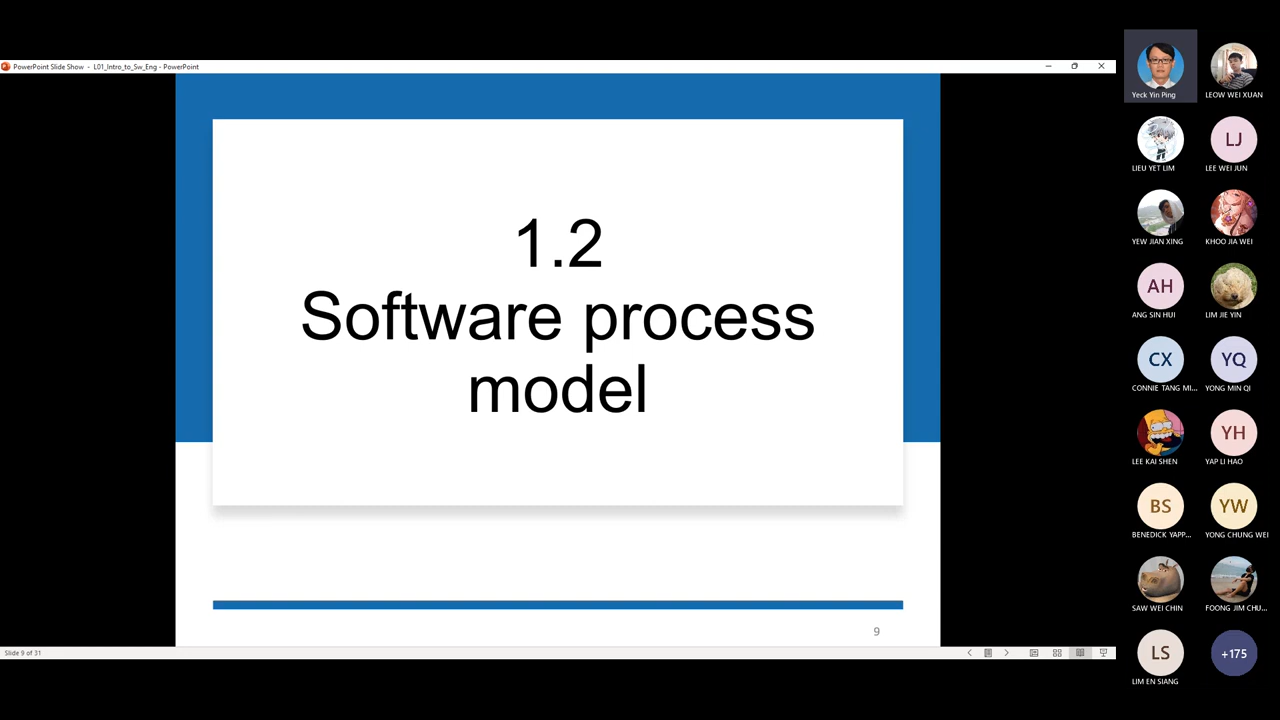 PowerPoint Slide Show - L01_Intro_to_Sw_Eng - PowerPoint
1.2
Software process
model
9
Slide 9 of 31
Yeck Yin Ping
LEOW WEI XUAN
LIEU YET LIM
LJ
LEE WEI JUN
YEW JIAN XING
KHOO JIA WEI
AH
ANG SIN HUI
LIM JIE YIN
CX
CONNIE TANG MI...
YQ
YONG MIN QI
LEE KAI SHEN
YH
YAP LI HAO
BS
BENEDICK YAPP...
YW
YONG CHUNG WEI
SAW WEI CHIN
FOONG JIM CHU...
LS
LIM EN SIANG
+175